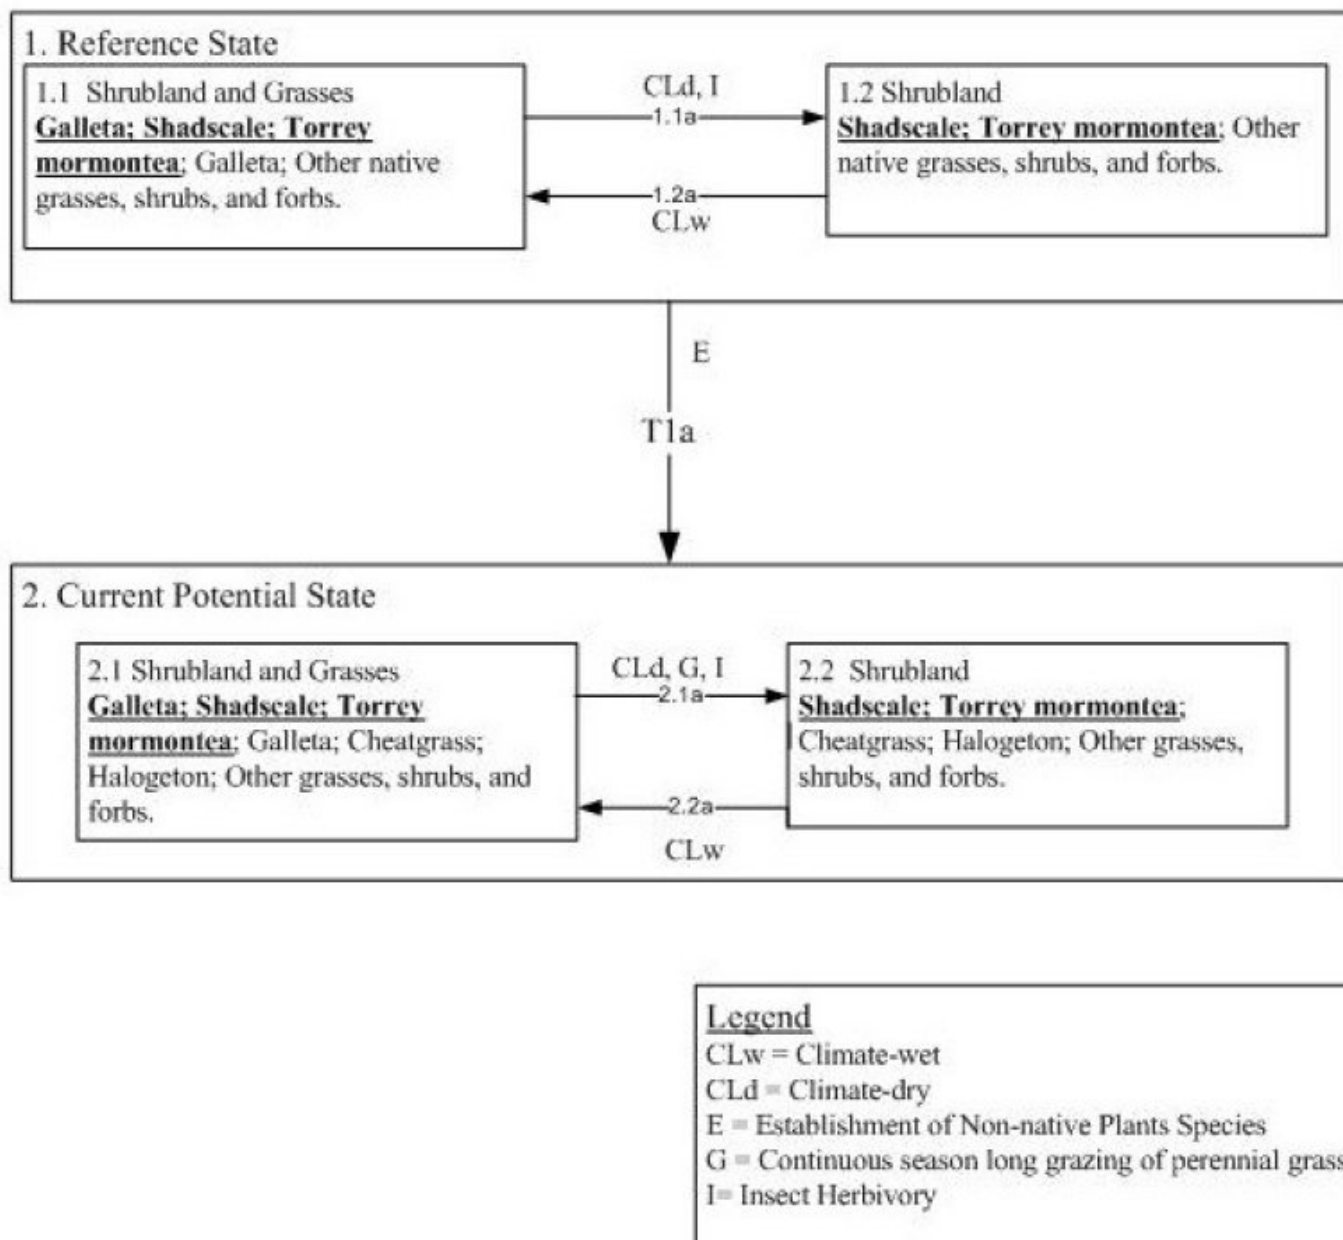 1. Reference State
1.1 Shrubland and Grasses
Galleta; Shadscale; Torrey
mormontea; Galleta; Other native
grasses, shrubs, and forbs.
CLd, I
1.1a
1.2a
CLw
1.2 Shrubland
Shadscale; Torrey mormontea; Other
native grasses, shrubs, and forbs.
E
T1a
2. Current Potential State
2.1 Shrubland and Grasses
Galleta; Shadscale; Torrey
mormontea; Galleta; Cheatgrass;
Halogeton; Other grasses, shrubs, and
forbs.
CLd, G, I
2.1a
2.2a
CLw
2.2 Shrubland
Shadscale; Torrey mormontea;
Cheatgrass; Halogeton; Other grasses,
shrubs, and forbs.
Legend
CLw = Climate-wet
CLd = Climate-dry
E = Establishment of Non-native Plants Species
G = Continuous season long grazing of perennial grass
I= Insect Herbivory